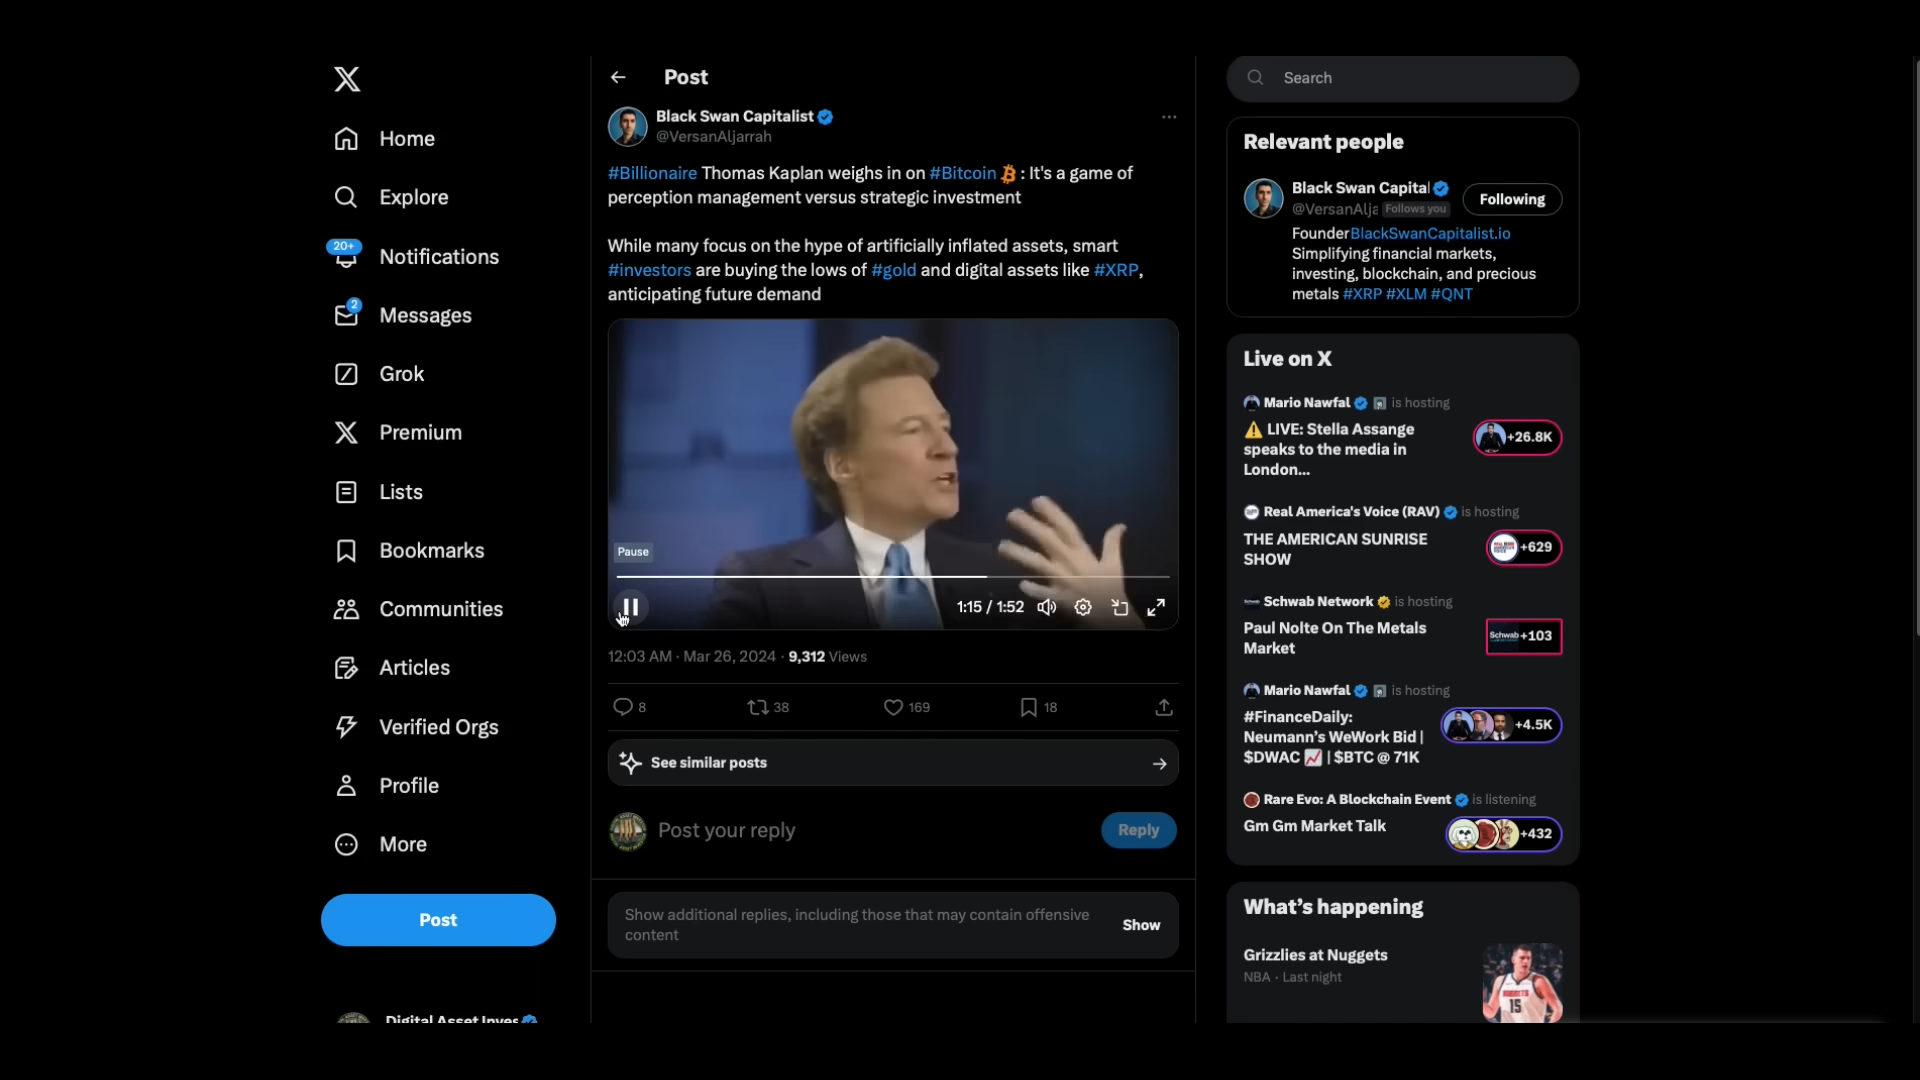 Home
Explore
20+
Notifications
2
Messages
Grok
Premium
Lists
Bookmarks
Communities
Articles
Verified Orgs
Profile
More
Post
Digital Asset Inves
Post
Black Swan Capitalist
@VersanAljarrah
#Billionaire Thomas Kaplan weighs in on #Bitcoin : It's a game of
perception management versus strategic investment
While many focus on the hype of artificially inflated assets, smart
#investors are buying the lows of #gold and digital assets like #XRP,
anticipating future demand
Pause
1:15 / 1:52
12:03 AM · Mar 26, 2024 · 9,312 Views
8 38 169 18
See similar posts
Post your reply
Reply
Show additional replies, including those that may contain offensive
content
Show
Search
Relevant people
Black Swan Capital
@VersanAlja Follows you
Following
FounderBlackSwanCapitalist.io
Simplifying financial markets,
investing, blockchain, and precious
metals #XRP #XLM #QNT
Live on X
Mario Nawfal is hosting
LIVE: Stella Assange
speaks to the media in
London...
+26.8K
Real America's Voice (RAV) is hosting
THE AMERICAN SUNRISE
SHOW
+629
Schwab Network is hosting
Paul Nolte On The Metals
Market
Schwab +103
Mario Nawfal is hosting
#FinanceDaily:
Neumann's WeWork Bid |
$DWAC | $BTC @ 71K
+4.5K
Rare Evo: A Blockchain Event is listening
Gm Gm Market Talk
+432
What's happening
Grizzlies at Nuggets
NBA · Last night
15